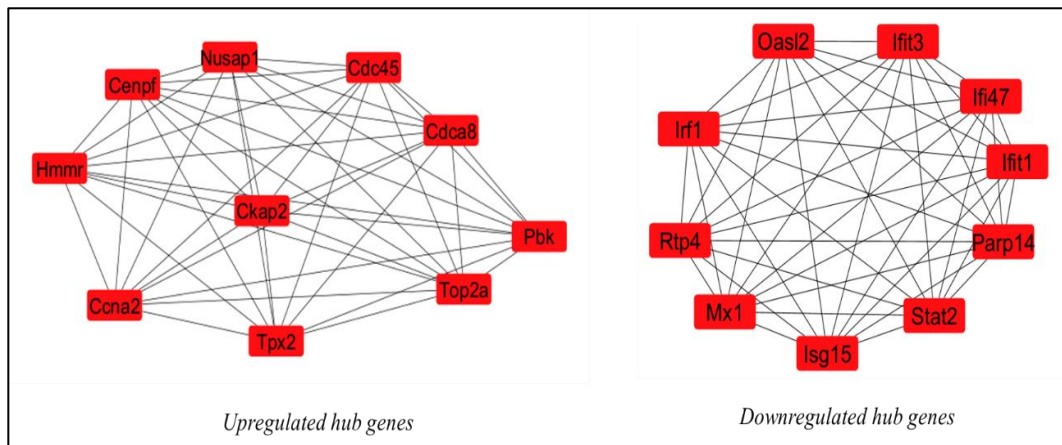 Nusap1
Cdc45
Cenpf
Cdca8
Hmmr
Ckap2
Pbk
Top2a
Ccna2
Tpx2
Upregulated hub genes
Oasl2
Ifit3
Ifi47
Irf1
Ifit1
Rtp4
Parp14
Mx1
Stat2
Isg15
Downregulated hub genes